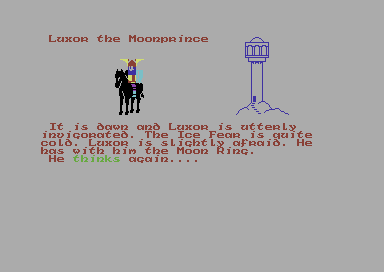 Luxor the Moonprince
It is dawn and Luxor is utterly
invigorated. The Ice Fear is quite
cold. Luxor is slightly afraid. He
has with him the Moon Ring.
He thinks again....